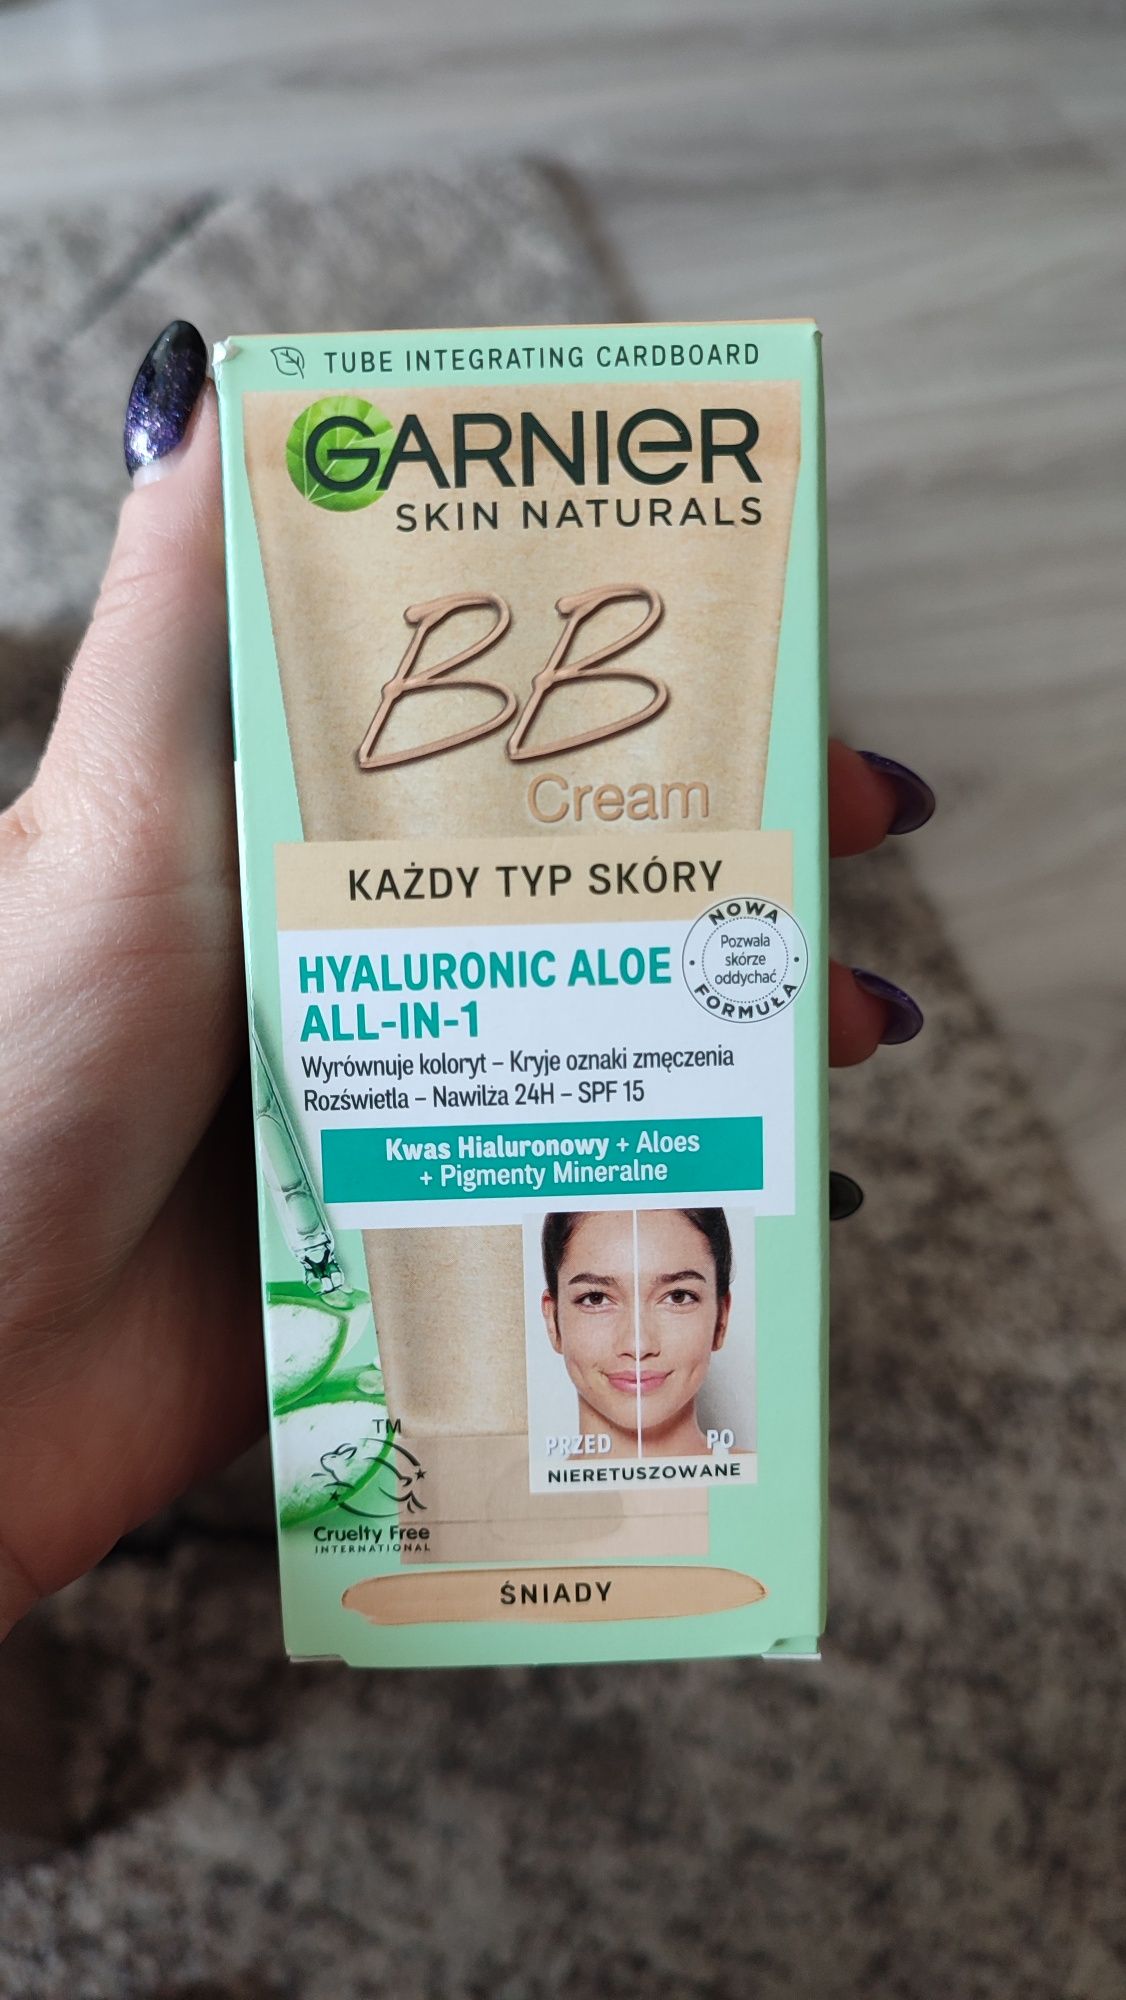 TUBE INTEGRATING CARDBOARD
GARNIER
SKIN NATURALS
BB
Cream
KAŻDY TYP SKÓRY
HYALURONIC ALOE
ALL-IN-1
NOWA
Pozwala
skórze
oddychać
FORMUŁA
Wyrównuje koloryt – Kryje oznaki zmęczenia
Rozświetla – Nawilża 24H – SPF 15
Kwas Hialuronowy + Aloes
+ Pigmenty Mineralne
PRZED PO
NIERETUSZOWANE
TM
Cruelty Free
INTERNATIONAL
ŚNIADY